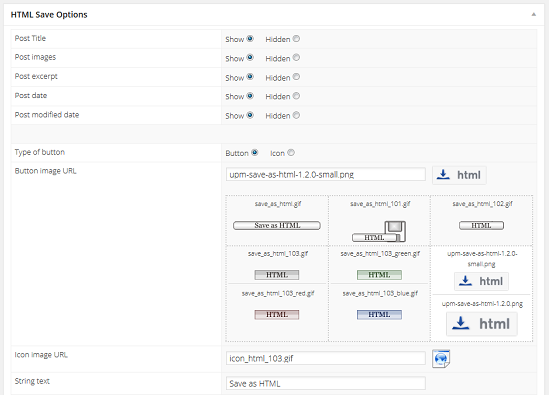 HTML Save Options
Post Title Show Hidden
Post images Show Hidden
Post excerpt Show Hidden
Post date Show Hidden
Post modified date Show Hidden
Type of button Button Icon
Button image URL upm-save-as-html-1.2.0-small.png html
save_as_html.gif save_as_html_101.gif save_as_html_102.gif
Save as HTML HTML HTML
save_as_html_103.gif save_as_html_103_green.gif upm-save-as-html-1.2.0-
small.png
HTML HTML html
save_as_html_103_red.gif save_as_html_103_blue.gif upm-save-as-html-1.2.0.png
HTML HTML html
Icon image URL icon_html_103.gif
String text Save as HTML